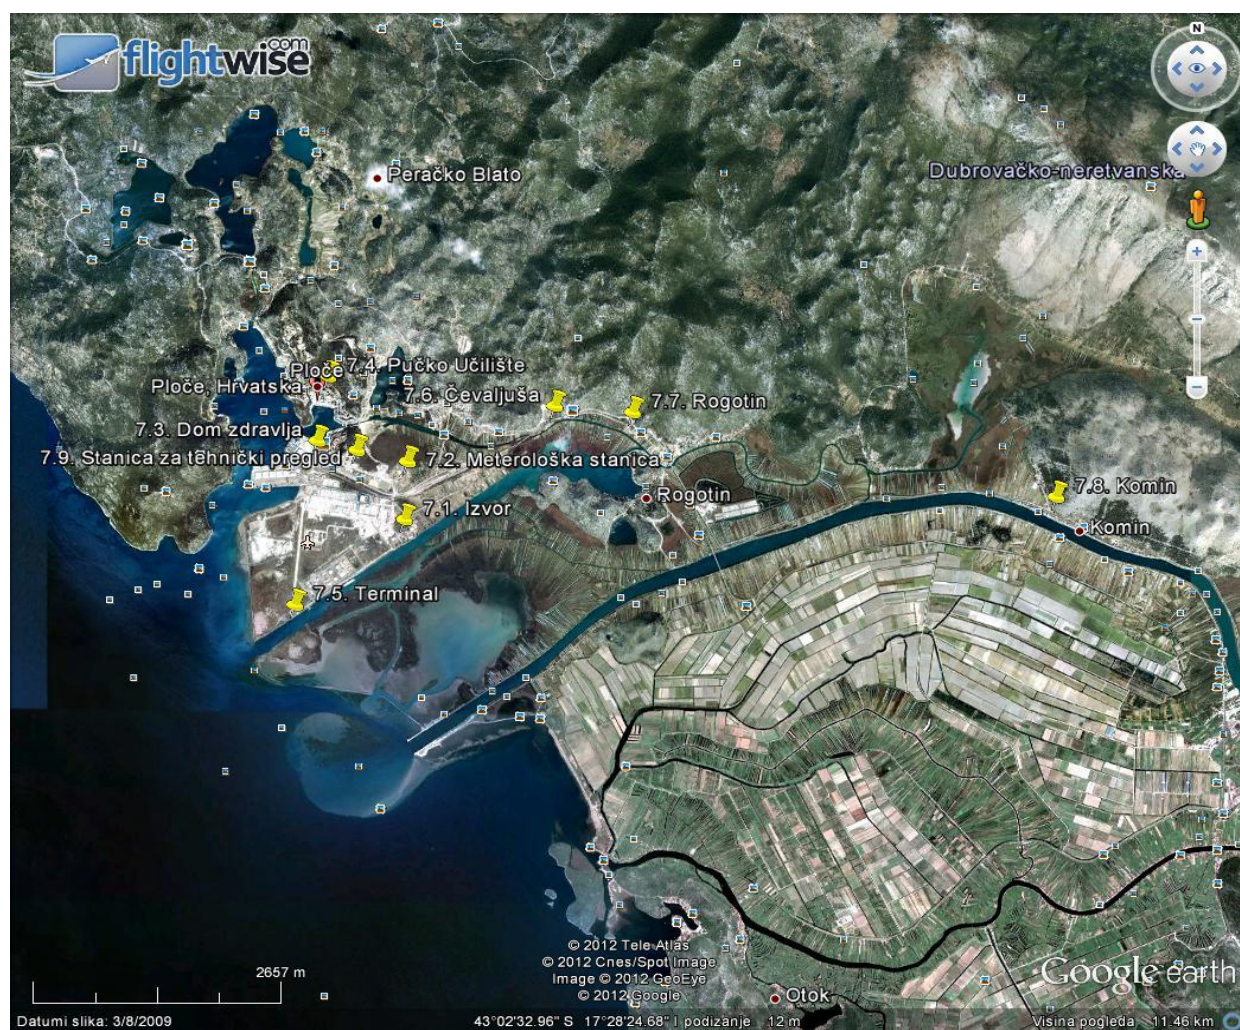 flightwise
.com
N
Peračko Blato
Dubrovačko-neretvanska
Ploče
7.4. Pučko Učilište
Ploče, Hrvatska
7.6. Čevaljuša
7.7. Rogotin
7.3. Dom zdravlja
7.9. Stanica za tehnički pregled
7.2. Meterološka stanica
7.1. Izvor
Rogotin
7.8. Komin
Komin
7.5. Terminal
© 2012 Tele Atlas
© 2012 Cnes/Spot Image
Image © 2012 GeoEye
© 2012 Google
2657 m
Google earth
Otok
Datumi slika: 3/8/2009
43°02'32.96" S 17°28'24.68" I podizanje 12 m
Visina pogleda 11.46 km